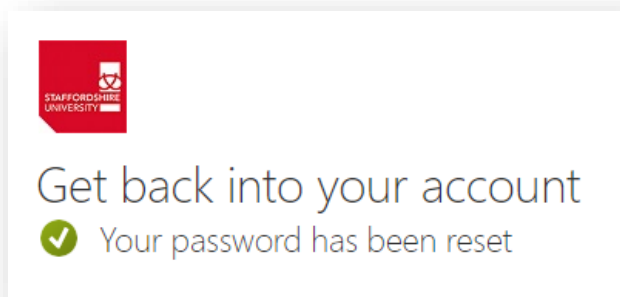 STAFFORDSHIRE
UNIVERSITY
Get back into your account
Your password has been reset